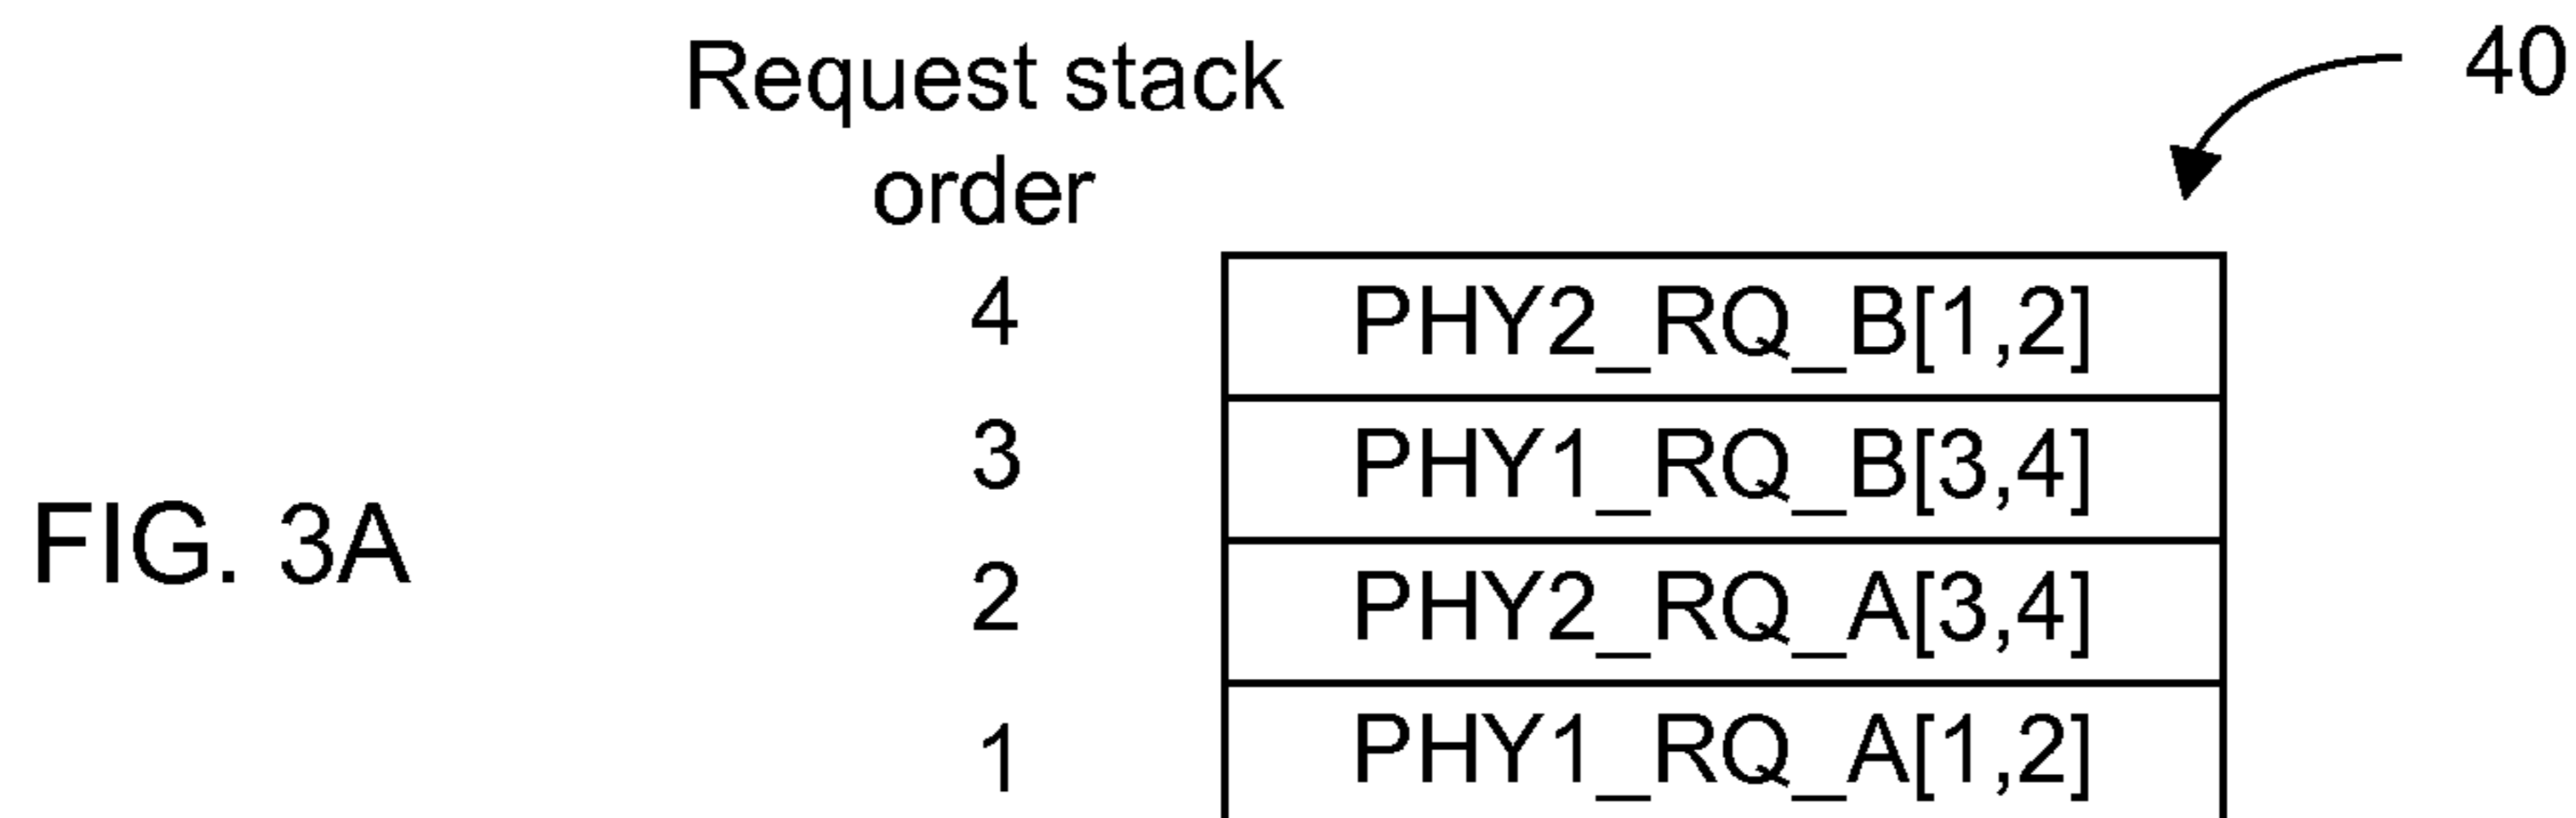 Request stack
order
40
4 PHY2_RQ_B[1,2]
3 PHY1_RQ_B[3,4]
2 PHY2_RQ_A[3,4]
1 PHY1_RQ_A[1,2]
FIG. 3A